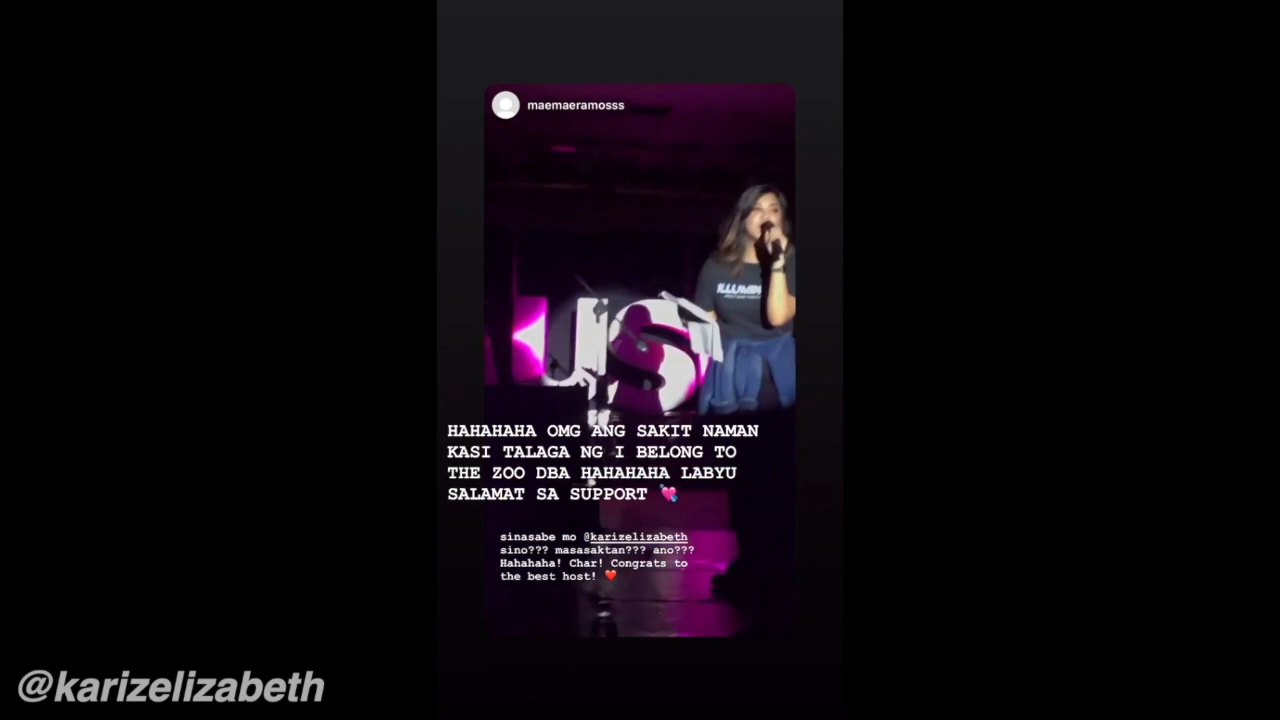 maemaeramosss
HAHAHAHA OMG ANG SAKIT NAMAN
KASI TALAGA NG I BELONG TO
THE ZOO DBA HAHAHAHA LABYU
SALAMAT SA SUPPORT 💘
sinasabe mo @karizelizabeth
sino??? masasaktan??? ano???
Hahahaha! Char! Congrats to
the best host! ❤️
@karizelizabeth